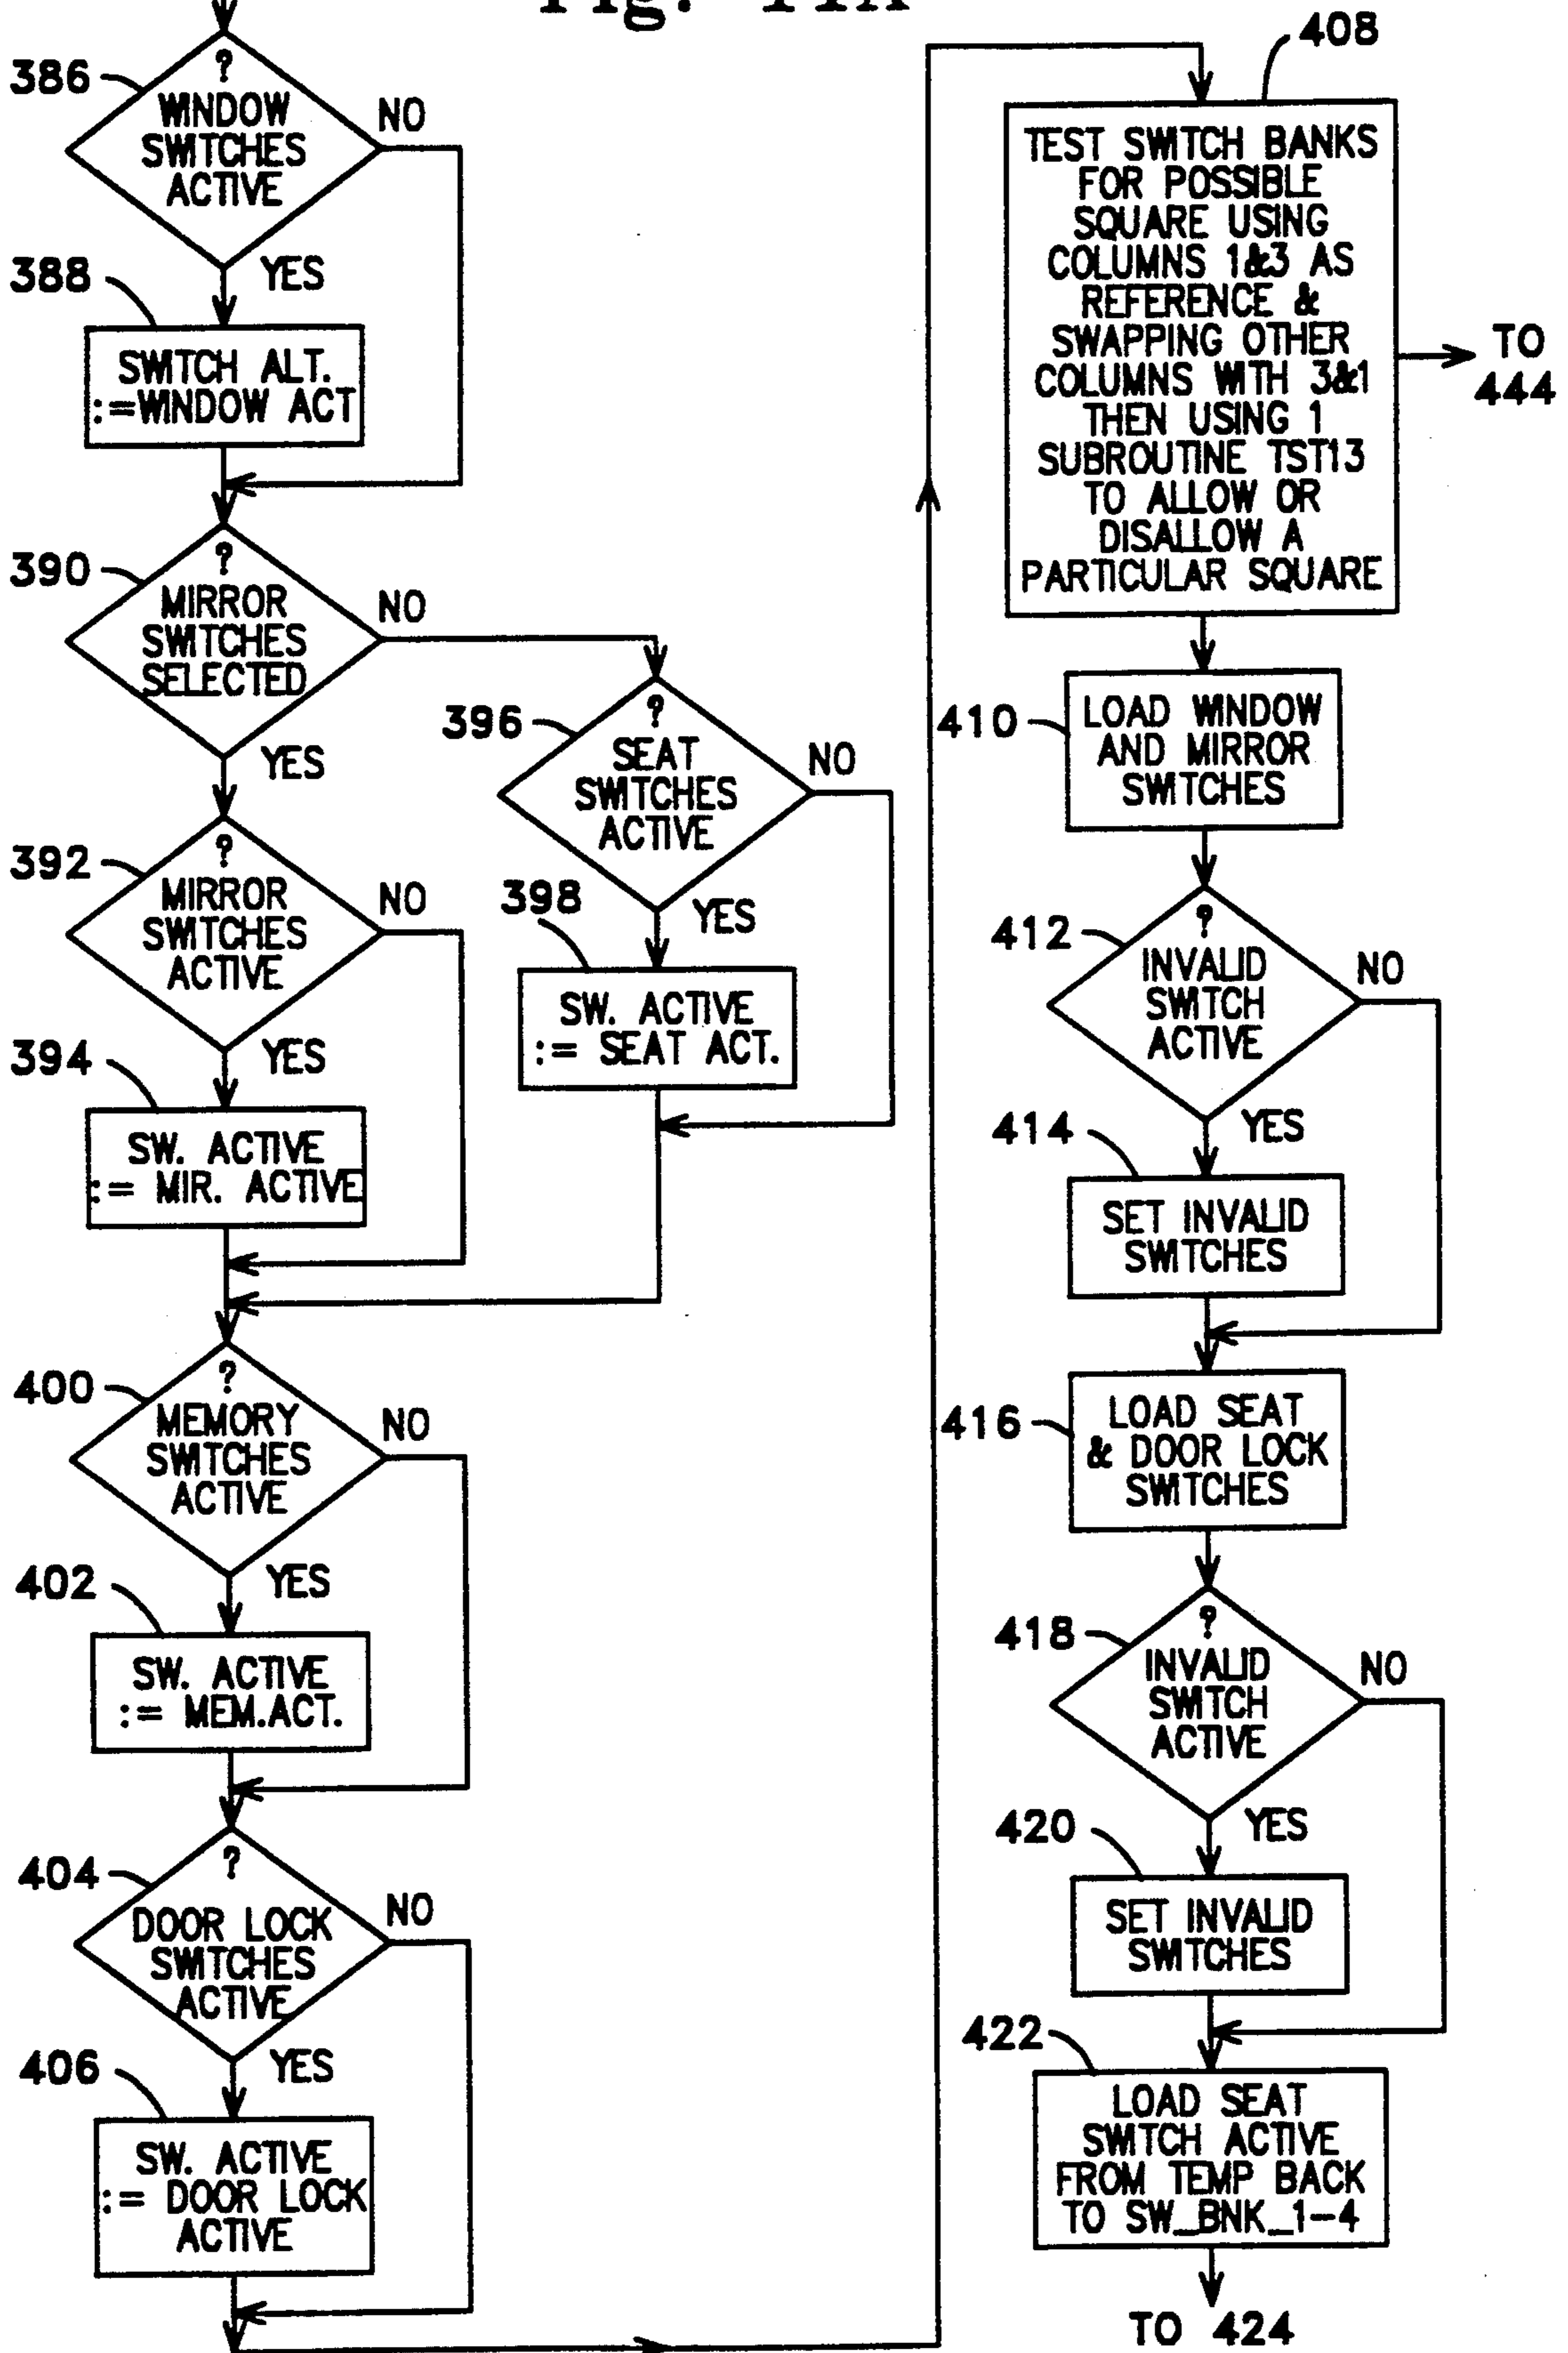 Fig. 11A
386
?
WINDOW
SWITCHES
ACTIVE
NO
YES
388
SWITCH ALT.
:=WINDOW ACT
390
?
MIRROR
SWITCHES
SELECTED
NO
YES
392
?
MIRROR
SWITCHES
ACTIVE
NO
YES
394
SW. ACTIVE
:= MIR. ACTIVE
396
?
SEAT
SWITCHES
ACTIVE
NO
YES
398
SW. ACTIVE
:= SEAT ACT.
400
?
MEMORY
SWITCHES
ACTIVE
NO
YES
402
SW. ACTIVE
:= MEM.ACT.
404
?
DOOR LOCK
SWITCHES
ACTIVE
NO
YES
406
SW. ACTIVE
:= DOOR LOCK
ACTIVE
408
TEST SWITCH BANKS
FOR POSSIBLE
SQUARE USING
COLUMNS 1&3 AS
REFERENCE &
SWAPPING OTHER
COLUMNS WITH 3&1
THEN USING 1
SUBROUTINE TST13
TO ALLOW OR
DISALLOW A
PARTICULAR SQUARE
TO
444
410
LOAD WINDOW
AND MIRROR
SWITCHES
412
?
INVALID
SWITCH
ACTIVE
NO
YES
414
SET INVALID
SWITCHES
416
LOAD SEAT
& DOOR LOCK
SWITCHES
418
?
INVALID
SWITCH
ACTIVE
NO
YES
420
SET INVALID
SWITCHES
422
LOAD SEAT
SWITCH ACTIVE
FROM TEMP BACK
TO SW_BNK_1-4
TO 424